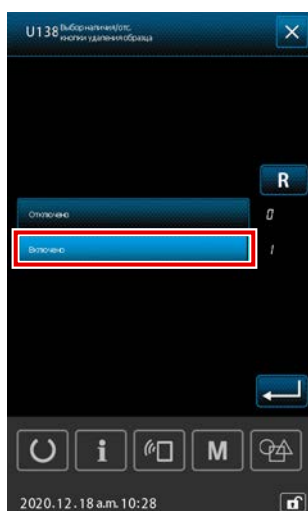 U138 Выбор наличия/отс.
кнопки удаления образца
R
Отключено 0
Включено 1
i M
2020.12.18 a.m. 10:28